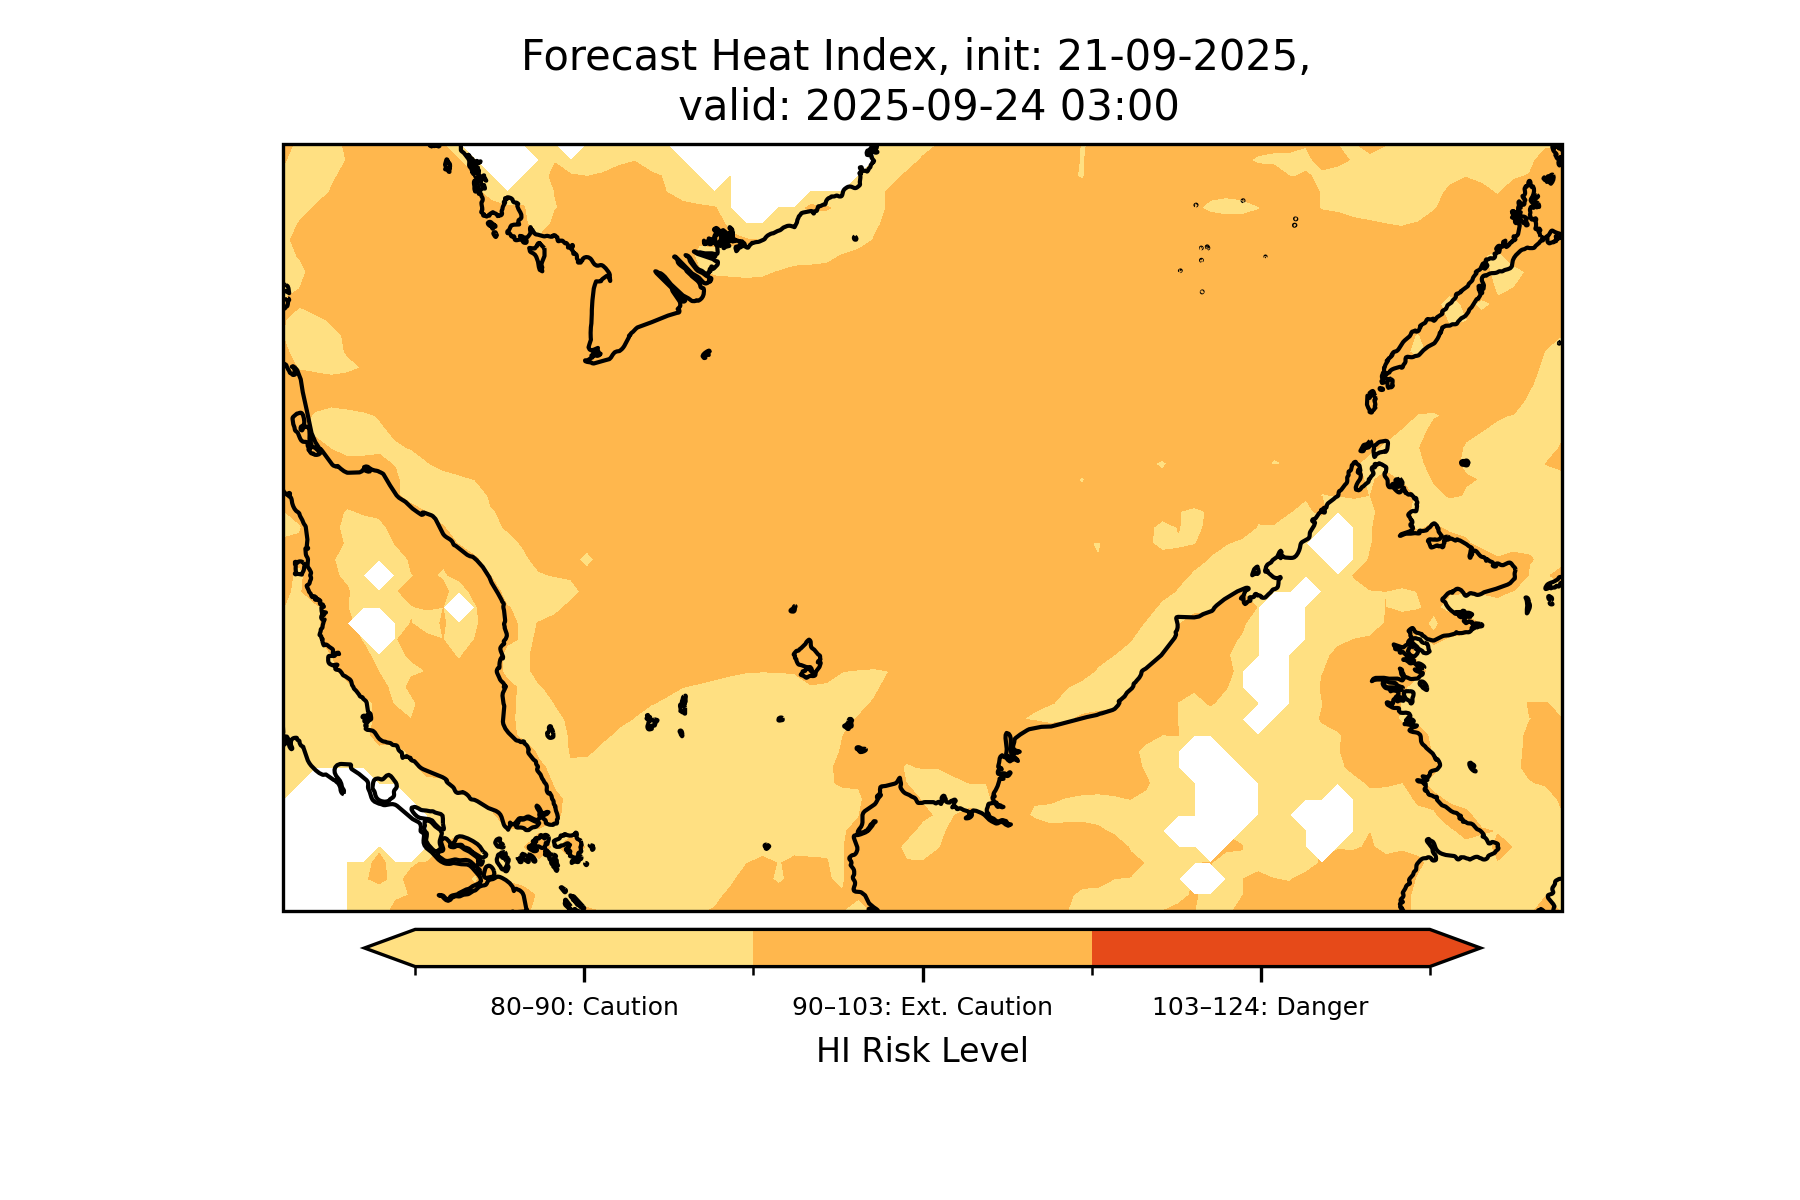 Forecast Heat Index, init: 21-09-2025,
valid: 2025-09-24 03:00
80–90: Caution
90–103: Ext. Caution
103–124: Danger
HI Risk Level